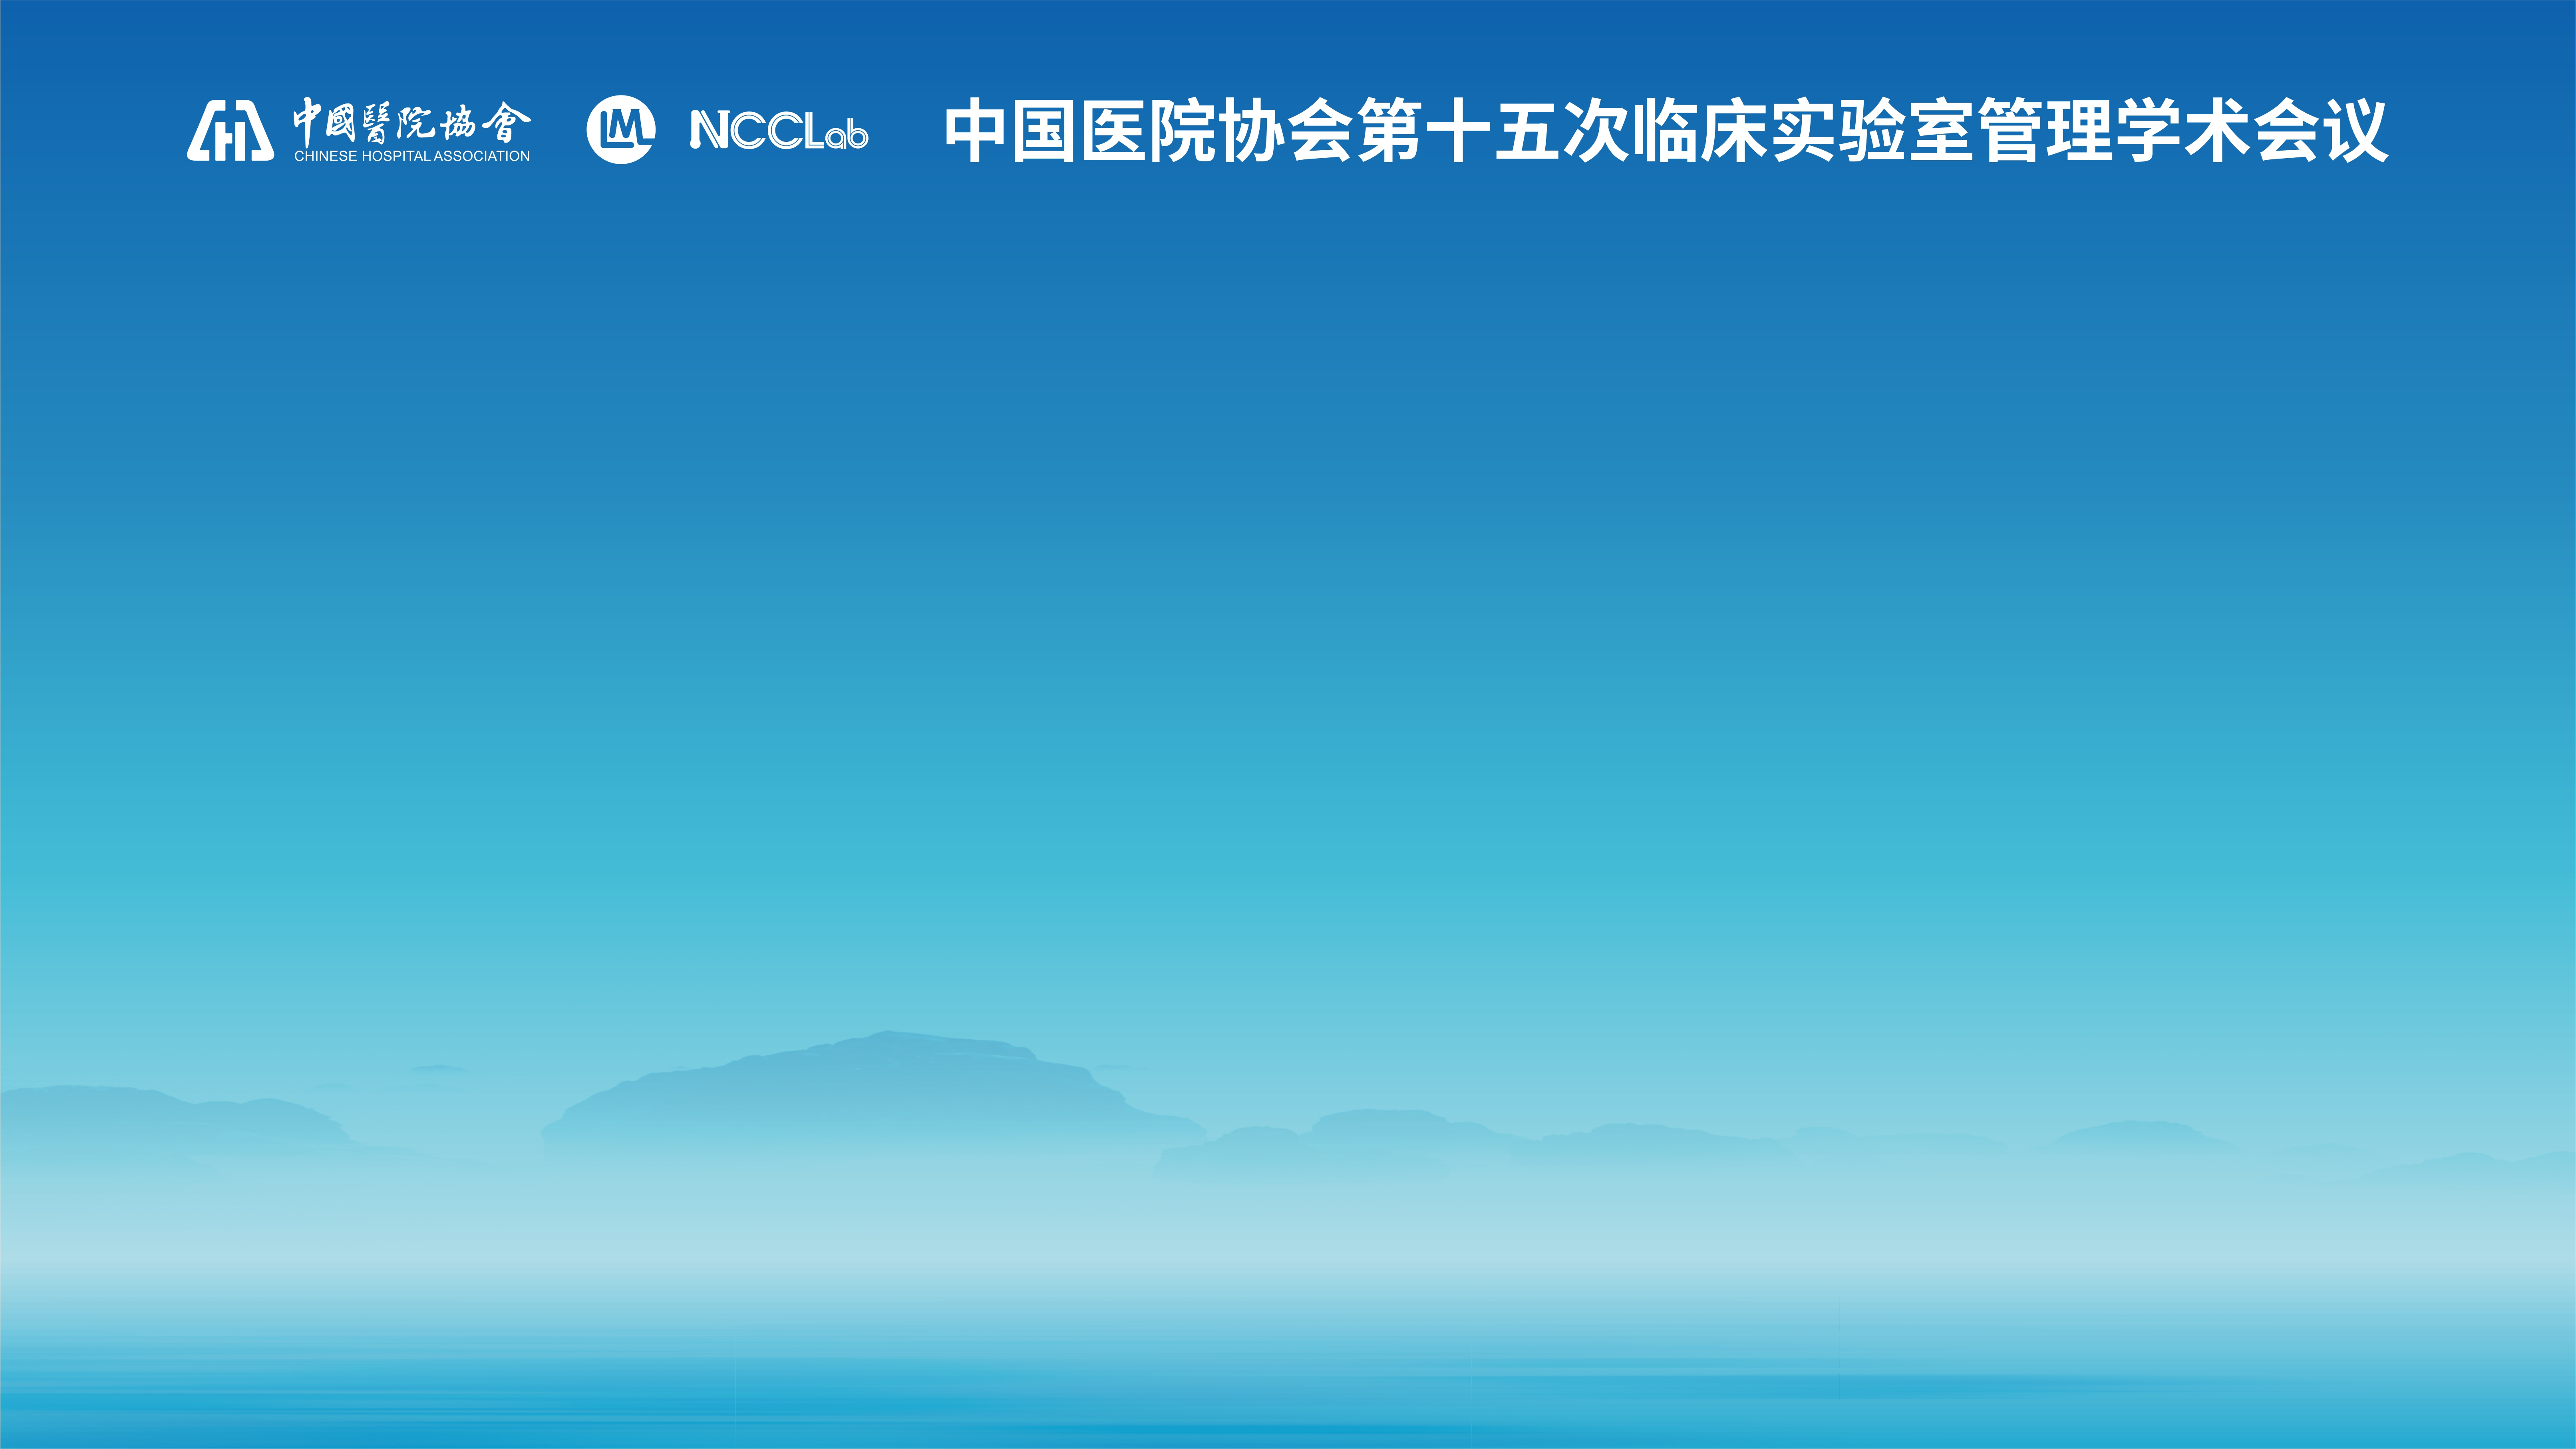 中國醫院協會
CHINESE HOSPITAL ASSOCIATION
LM
NCCLab
中国医院协会第十五次临床实验室管理学术会议